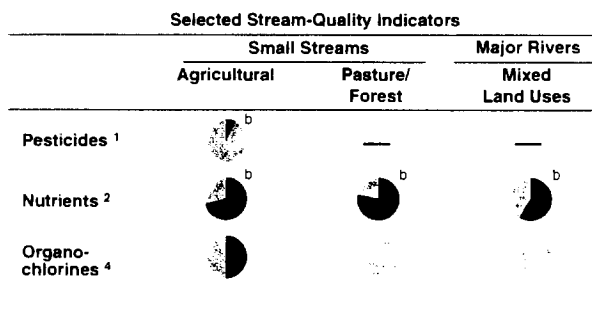 Selected Stream-Quality Indicators
Small Streams Major Rivers
Agricultural Pasture/ Mixed
Forest Land Uses
b
Pesticides 1 — —
b b b
Nutrients 2
Organo-
chlorines 4